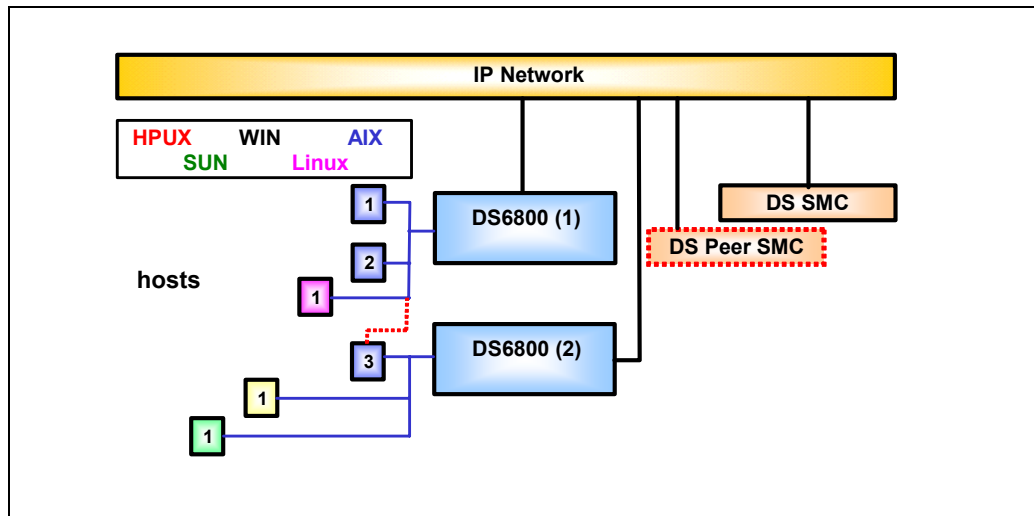 IP Network
HPUX WIN AIX
SUN Linux
1
DS6800 (1)
DS SMC
DS Peer SMC
2
hosts
1
3
DS6800 (2)
1
1